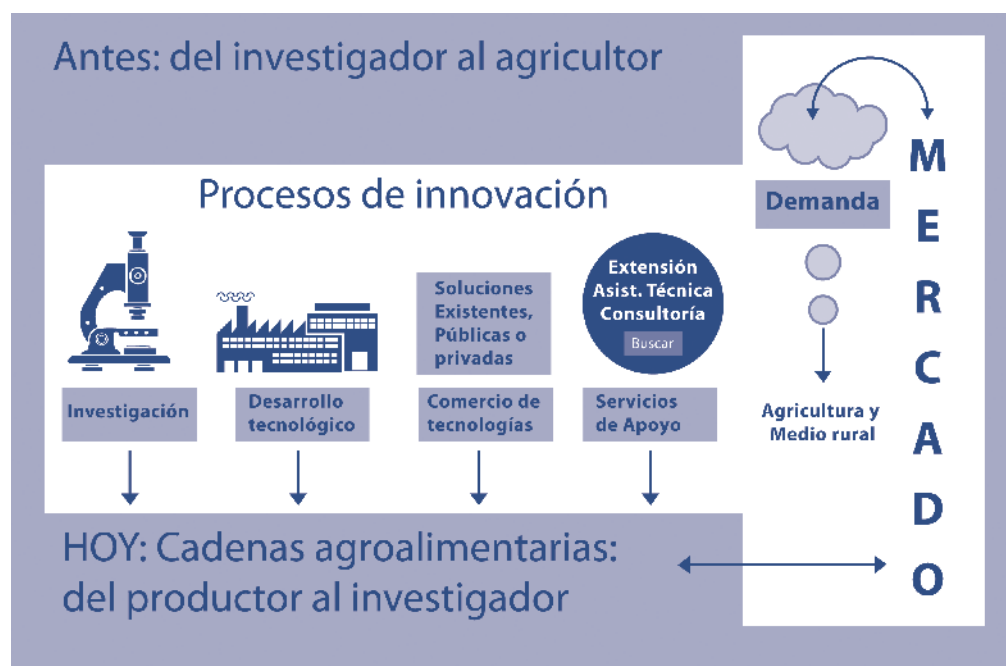 Antes: del investigador al agricultor
Procesos de innovación
Investigación
Desarrollo
tecnológico
Soluciones
Existentes,
Públicas o
privadas
Comercio de
tecnologías
Extensión
Asist. Técnica
Consultoría
Buscar
Servicios
de Apoyo
Demanda
Agricultura y
Medio rural
MERCADO
HOY: Cadenas agroalimentarias:
del productor al investigador